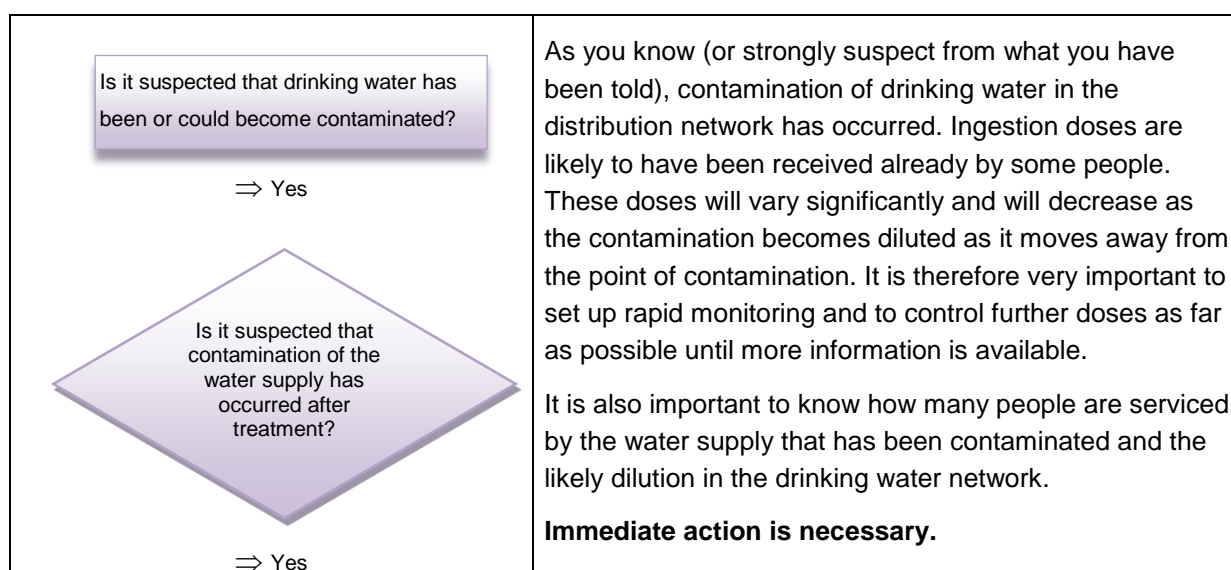 Is it suspected that drinking water has
been or could become contaminated?
⇒ Yes
Is it suspected that
contamination of the
water supply has
occurred after
treatment?
⇒ Yes
As you know (or strongly suspect from what you have
been told), contamination of drinking water in the
distribution network has occurred. Ingestion doses are
likely to have been received already by some people.
These doses will vary significantly and will decrease as
the contamination becomes diluted as it moves away from
the point of contamination. It is therefore very important to
set up rapid monitoring and to control further doses as far
as possible until more information is available.
It is also important to know how many people are serviced
by the water supply that has been contaminated and the
likely dilution in the drinking water network.
Immediate action is necessary.